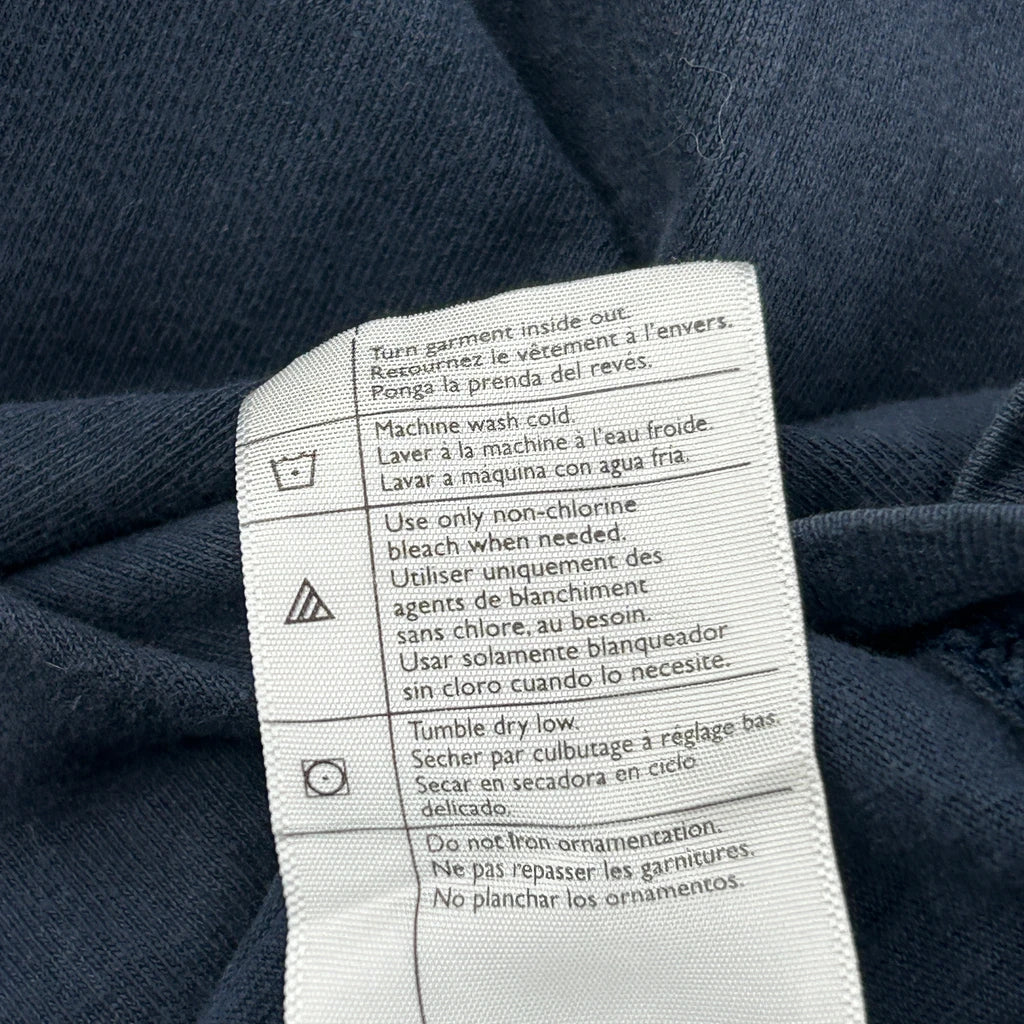 Turn garment inside out.
Retournez le vêtement à l'envers.
Ponga la prenda del revés.
Machine wash cold.
Laver à la machine à l'eau froide.
Lavar a máquina con agua fria.
Use only non-chlorine
bleach when needed.
Utiliser uniquement des
agents de blanchiment
sans chlore, au besoin.
Usar solamente blanqueador
sin cloro cuando lo necesite.
Tumble dry low.
Sécher par culbutage à réglage bas.
Secar en secadora en ciclo
delicado.
Do not Iron ornamentation.
Ne pas repasser les garnitures.
No planchar los ornamentos.